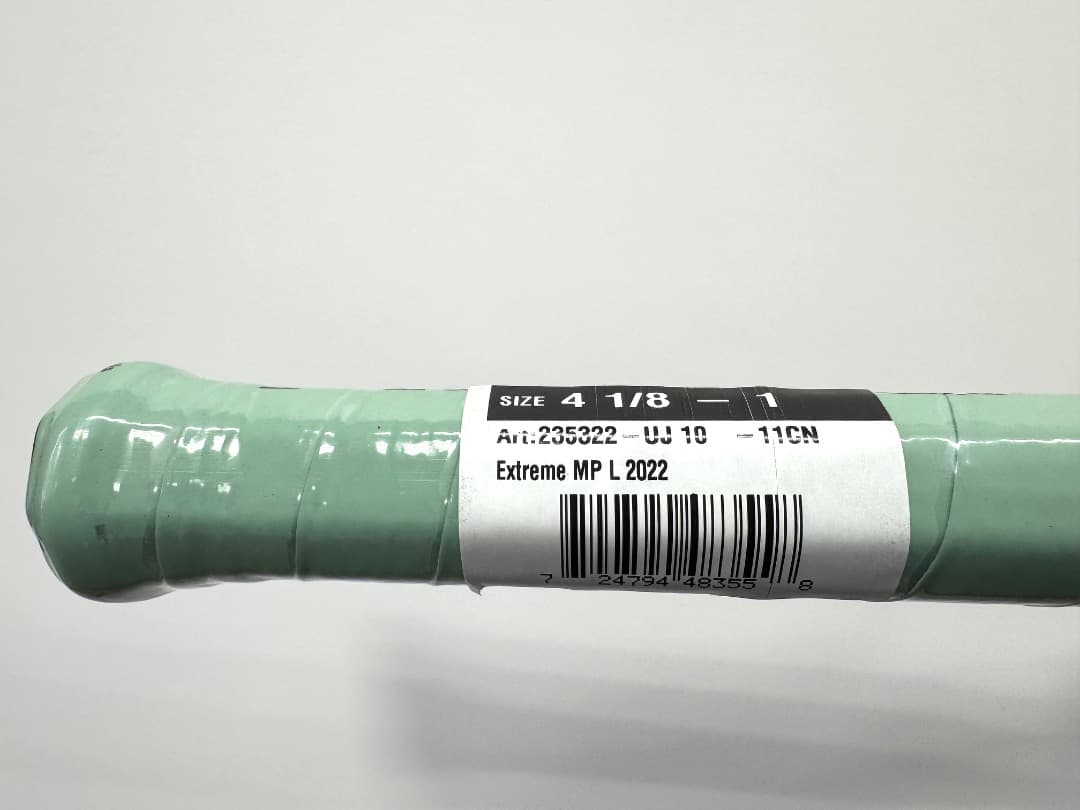 SIZE 4 1/8 - 1
Art:235322 - UJ 10 - 11CN
Extreme MP L 2022
7 24794 48355 8